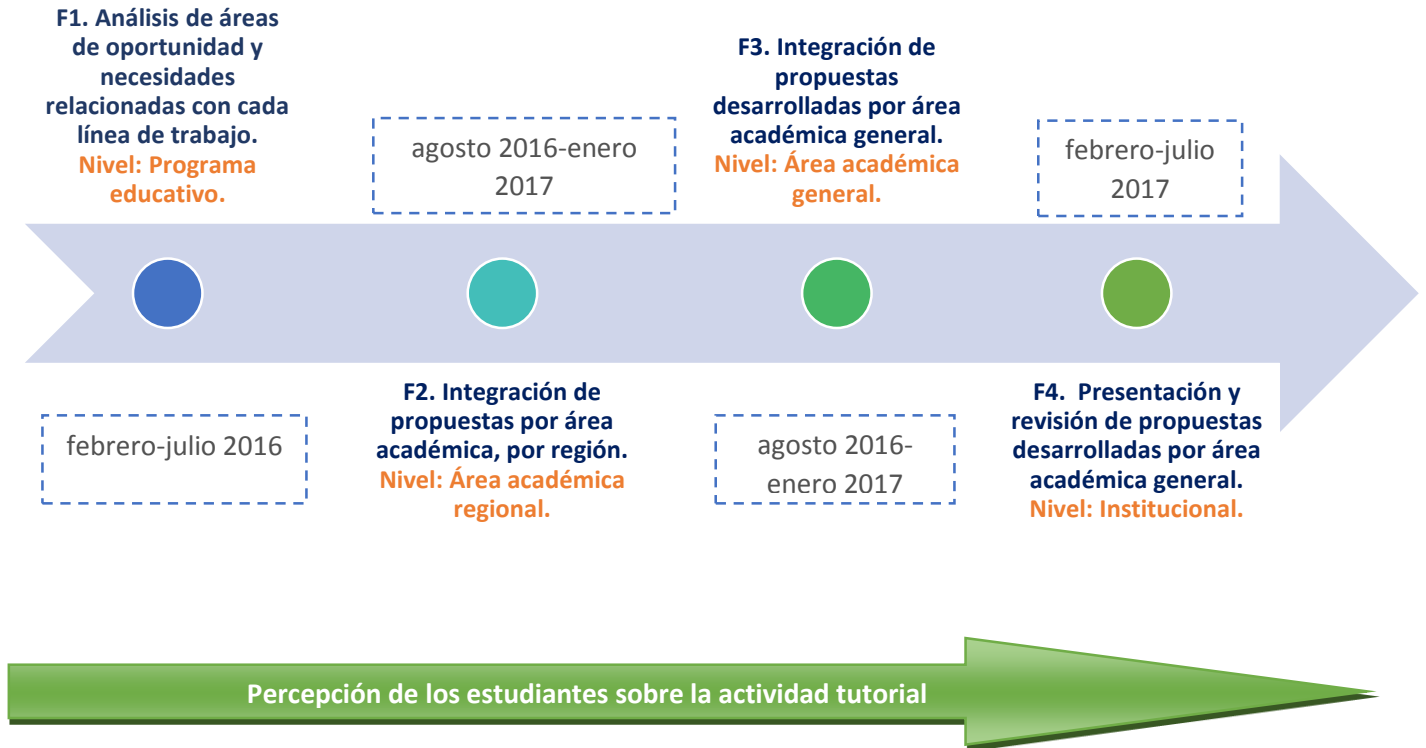 F1. Análisis de áreas
de oportunidad y
necesidades
relacionadas con cada
línea de trabajo.
Nivel: Programa
educativo.
febrero-julio 2016
agosto 2016-enero
2017
F2. Integración de
propuestas por área
académica, por región.
Nivel: Área académica
regional.
F3. Integración de
propuestas
desarrolladas por área
académica general.
Nivel: Área académica
general.
agosto 2016-
enero 2017
febrero-julio
2017
F4. Presentación y
revisión de propuestas
desarrolladas por área
académica general.
Nivel: Institucional.
Percepción de los estudiantes sobre la actividad tutorial